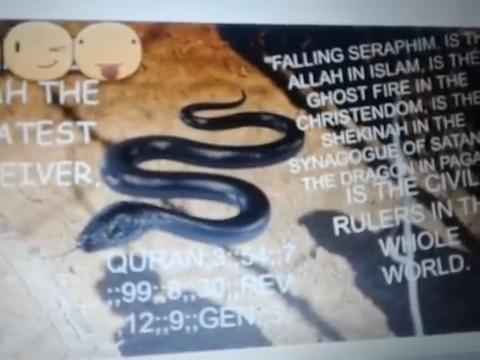 AH THE
ATEST
EIVER,
"FALLING SERAPHIM, IS TH
ALLAH IN ISLAM, IS THE
GHOST FIRE IN THE
CHRISTENDOM, IS THE
SHEKINAH IN THE
SYNAGOGUE OF SATAN
THE DRAGON IN PAGA
IS THE CIVIL
RULERS IN TH
WHOLE
WORLD.
QURAN 3;;54;;7
;;99;;8;;30;;REV
12;;9;;GEN;;3